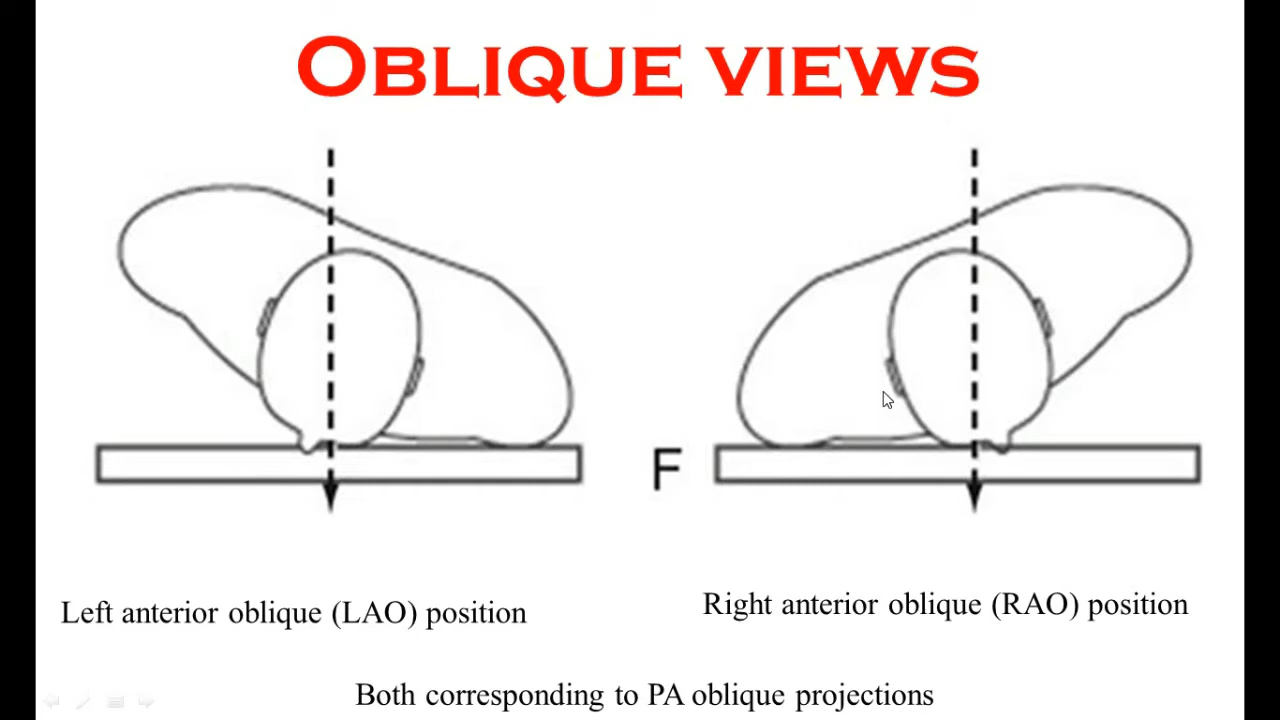 OBLIQUE VIEWS
F
Left anterior oblique (LAO) position
Right anterior oblique (RAO) position
Both corresponding to PA oblique projections